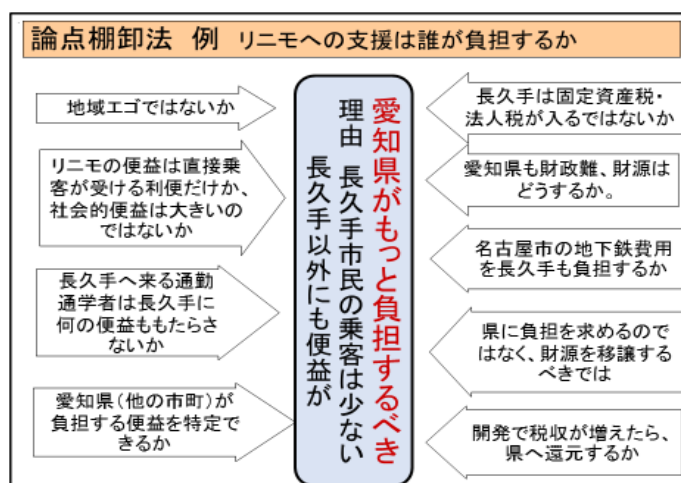 論点棚卸法 例 リニモへの支援は誰が負担するか
地域エゴではないか
リニモの便益は直接乗
客が受ける利便だけか、
社会的便益は大きいの
ではないか
長久手へ来る通勤
通学者は長久手に
何の便益ももたらさ
ないか
愛知県(他の市町)が
負担する便益を特定で
きるか
愛知県がもっと負担するべき
理由 長久手市民の乗客は少ない
長久手以外にも便益が
長久手は固定資産税・
法人税が入るではないか
愛知県も財政難、財源は
どうするか。
名古屋市の地下鉄費用
を長久手も負担するか
県に負担を求めるので
はなく、財源を移譲する
べきでは
開発で税収が増えたら、
県へ還元するか